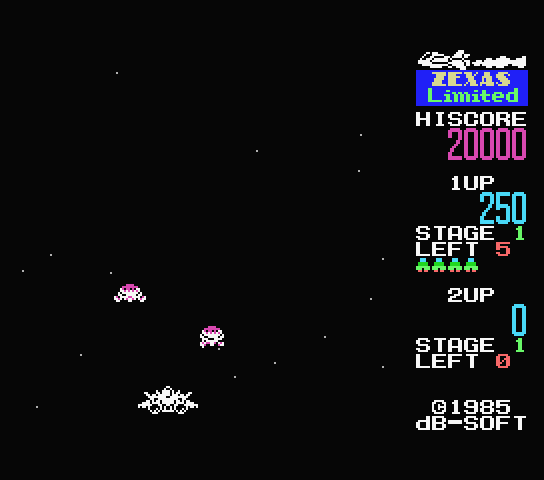 ZEXAS
Limited
HISCORE
20000
1UP
250
STAGE 1
LEFT 5
2UP
0
STAGE 1
LEFT 0
©1985
dB-SOFT